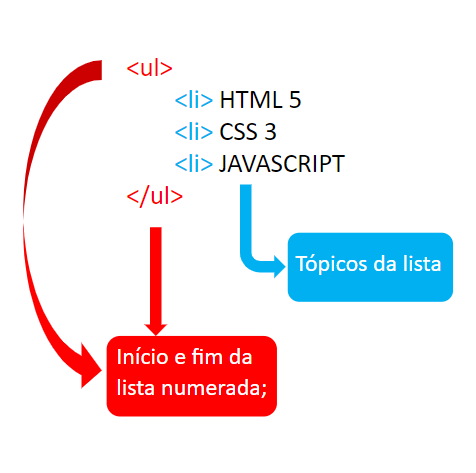 <ul>
<li> HTML 5
<li> CSS 3
<li> JAVASCRIPT
</ul>
Tópicos da lista
Início e fim da
lista numerada;